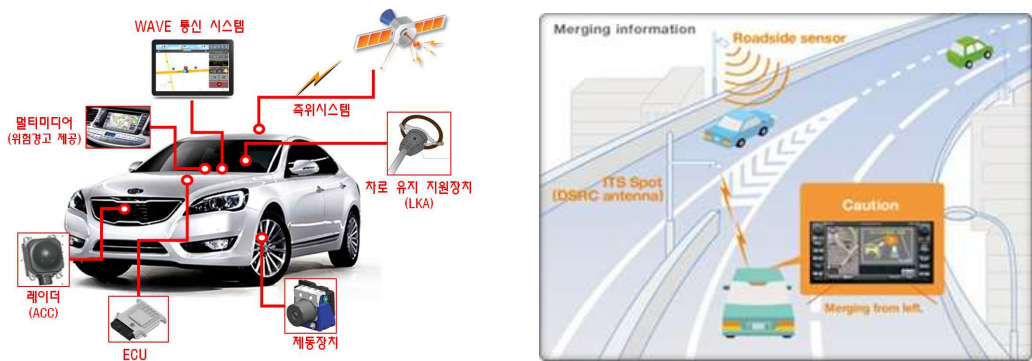 WAVE 통신 시스템
측위시스템
멀티미디어
(위험경고 제공)
차로 유지 지원장치
(LKA)
레이더
(ACC)
ECU
제동장치
Merging information
Roadside sensor
ITS Spot
(DSRC antenna)
Caution
Merging from left.